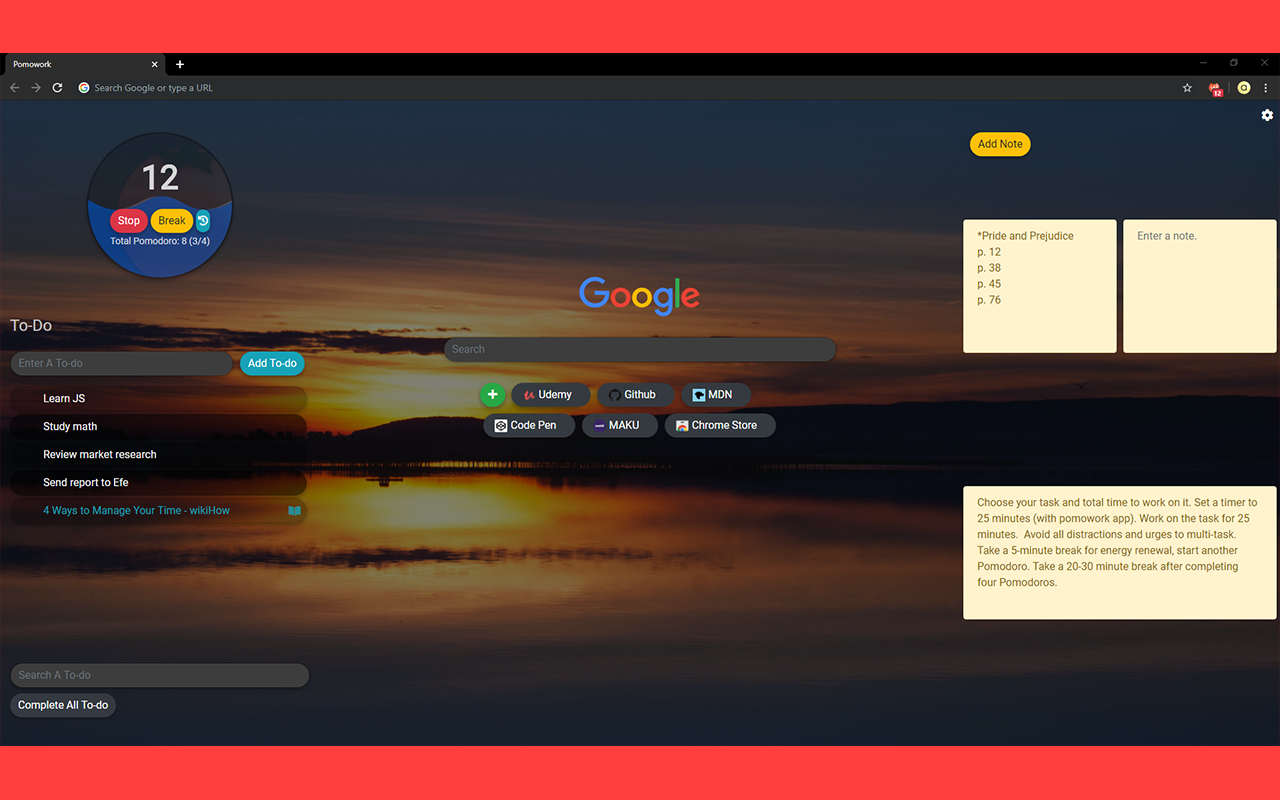 Pomowork
Search Google or type a URL
12
a
12
Stop
Break
Total Pomodoro: 8 (3/4)
To-Do
Enter A To-do
Add To-do
Learn JS
Study math
Review market research
Send report to Efe
4 Ways to Manage Your Time - wikiHow
Search A To-do
Complete All To-do
Google
Search
+
Udemy
Github
MDN
Code Pen
MAKU
Chrome Store
Add Note
*Pride and Prejudice
p. 12
p. 38
p. 45
p. 76
Enter a note.
Choose your task and total time to work on it. Set a timer to
25 minutes (with pomowork app). Work on the task for 25
minutes.  Avoid all distractions and urges to multi-task.
Take a 5-minute break for energy renewal, start another
Pomodoro. Take a 20-30 minute break after completing
four Pomodoros.